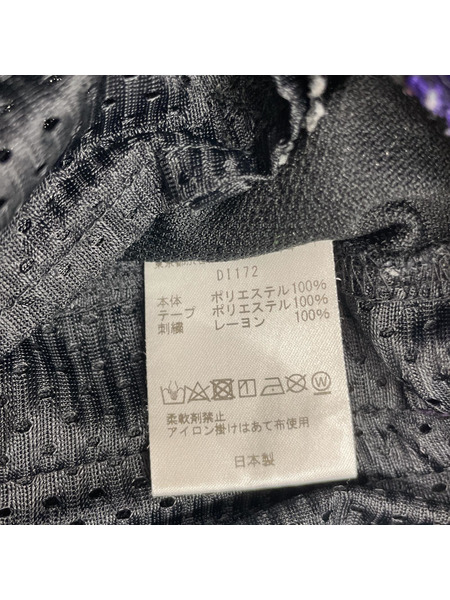 DI172
本体 ポリエステル100%
テープ ポリエステル100%
刺繍 レーヨン 100%
柔軟剤禁止
アイロン掛けはあて布使用
日本製